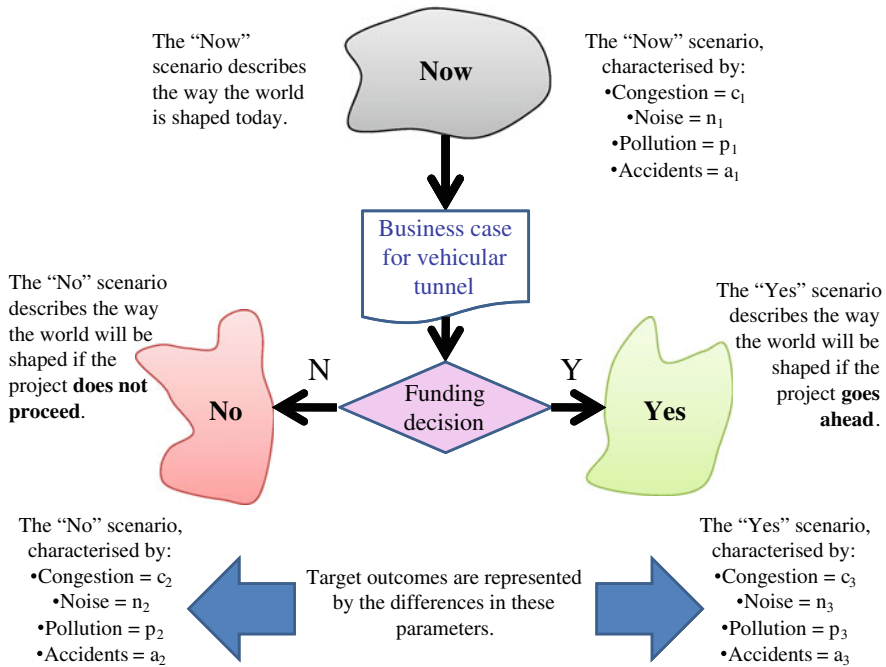 The “Now”
scenario describes
the way the world
is shaped today.
Now
The “Now” scenario,
characterised by:
•Congestion = c₁
•Noise = n₁
•Pollution = p₁
•Accidents = a₁
Business case
for vehicular
tunnel
The “No” scenario
describes the way
the world will be
shaped if the
project does not
proceed.
The “Yes” scenario
describes the way
the world will be
shaped if the
project goes
ahead.
N
Y
No
Funding
decision
Yes
The “No” scenario,
characterised by:
•Congestion = c₂
•Noise = n₂
•Pollution = p₂
•Accidents = a₂
Target outcomes are represented
by the differences in these
parameters.
The “Yes” scenario,
characterised by:
•Congestion = c₃
•Noise = n₃
•Pollution = p₃
•Accidents = a₃